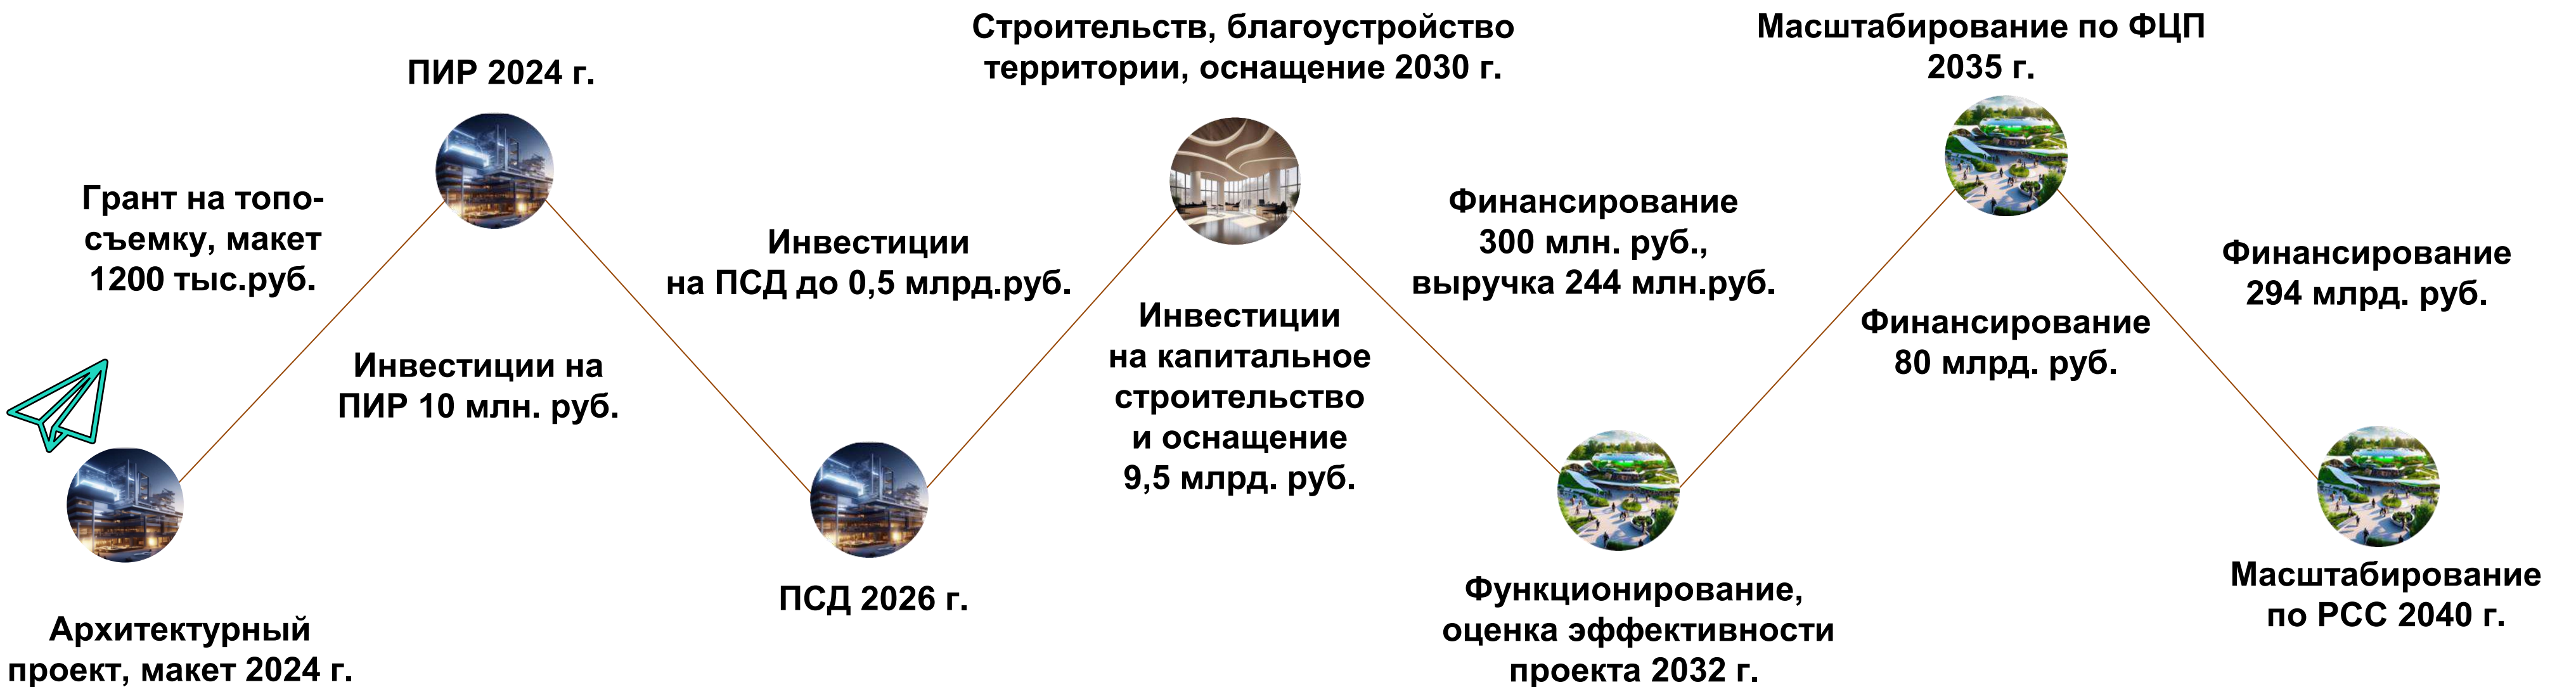 Архитектурный
проект, макет 2024 г.
Грант на топо-
съемку, макет
1200 тыс.руб.
ПИР 2024 г.
Инвестиции на
ПИР 10 млн. руб.
Инвестиции
на ПСД до 0,5 млрд.руб.
ПСД 2026 г.
Строительств, благоустройство
территории, оснащение 2030 г.
Инвестиции
на капитальное
строительство
и оснащение
9,5 млрд. руб.
Финансирование
300 млн. руб.,
выручка 244 млн.руб.
Функционирование,
оценка эффективности
проекта 2032 г.
Масштабирование по ФЦП
2035 г.
Финансирование
80 млрд. руб.
Финансирование
294 млрд. руб.
Масштабирование
по РСС 2040 г.